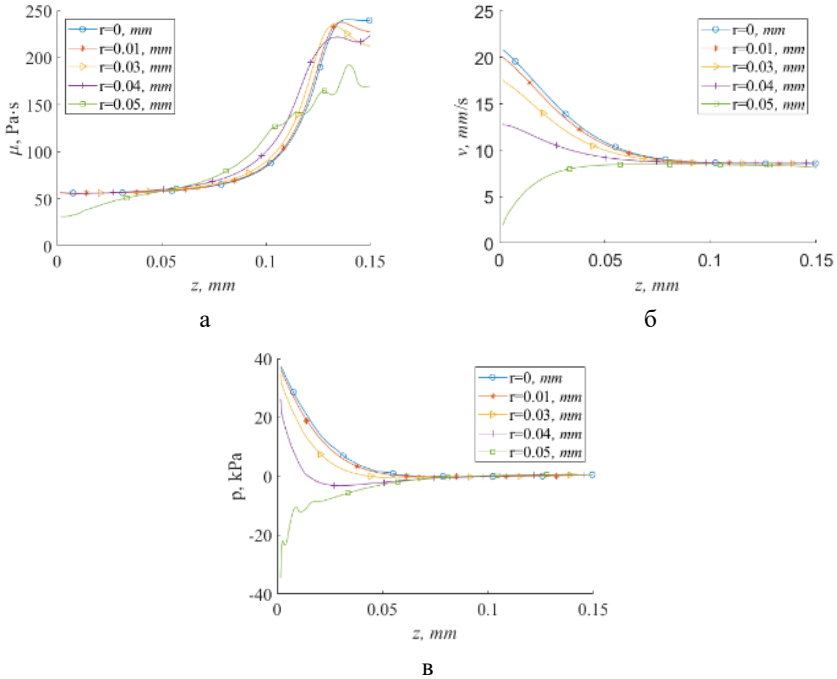 250
200
150
100
50
0
μ, Pa·s
r=0, mm
r=0.01, mm
r=0.03, mm
r=0.04, mm
r=0.05, mm
0
0.05
0.1
0.15
z, mm
а
25
20
15
10
5
0
v, mm/s
r=0, mm
r=0.01, mm
r=0.03, mm
r=0.04, mm
r=0.05, mm
0
0.05
0.1
0.15
z, mm
б
40
20
0
-20
-40
p, kPa
r=0, mm
r=0.01, mm
r=0.03, mm
r=0.04, mm
r=0.05, mm
0
0.05
0.1
0.15
z, mm
в